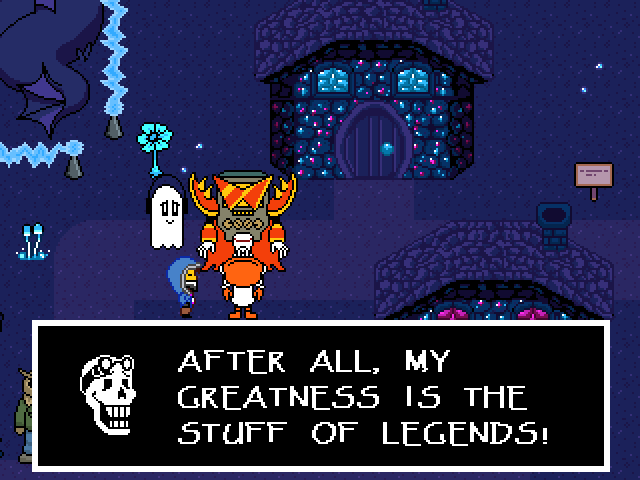 AFTER ALL, MY
GREATNESS IS THE
STUFF OF LEGENDS!